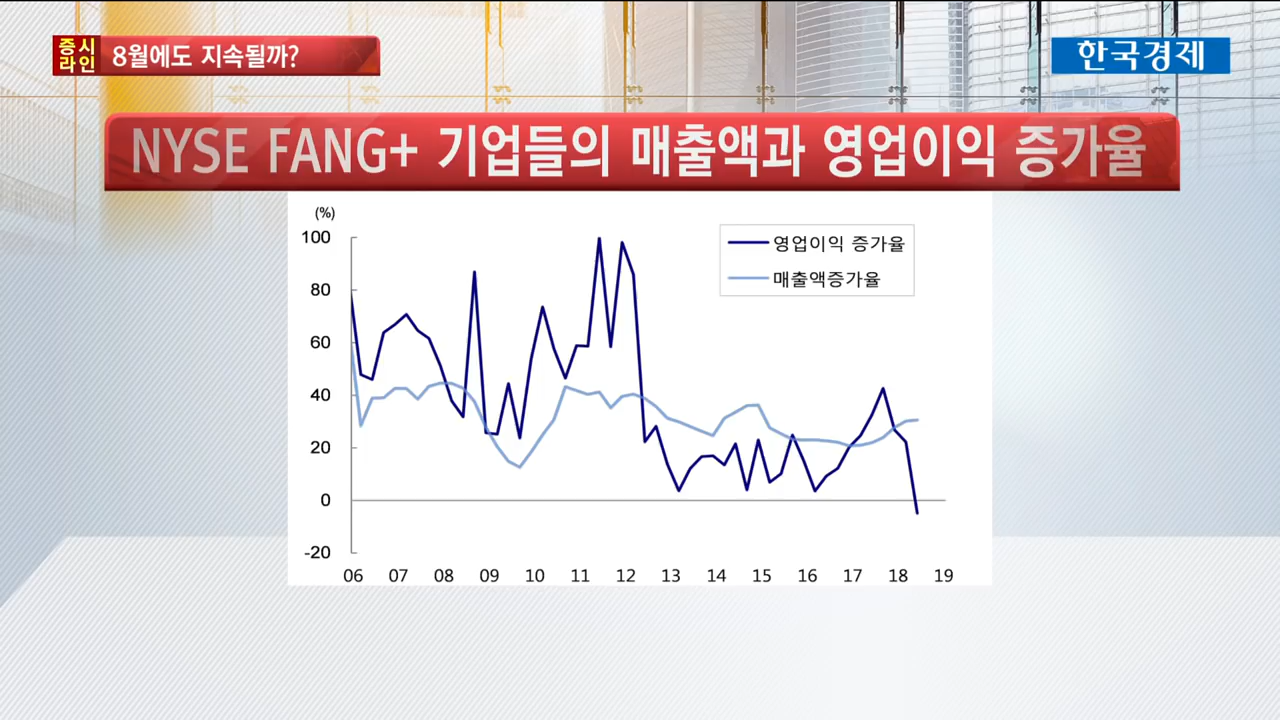 증시
라인
8월에도 지속될까?
한국경제
NYSE FANG+ 기업들의 매출액과 영업이익 증가율
(%)
100
80
60
40
20
0
-20
영업이익 증가율
매출액증가율
06 07 08 09 10 11 12 13 14 15 16 17 18 19